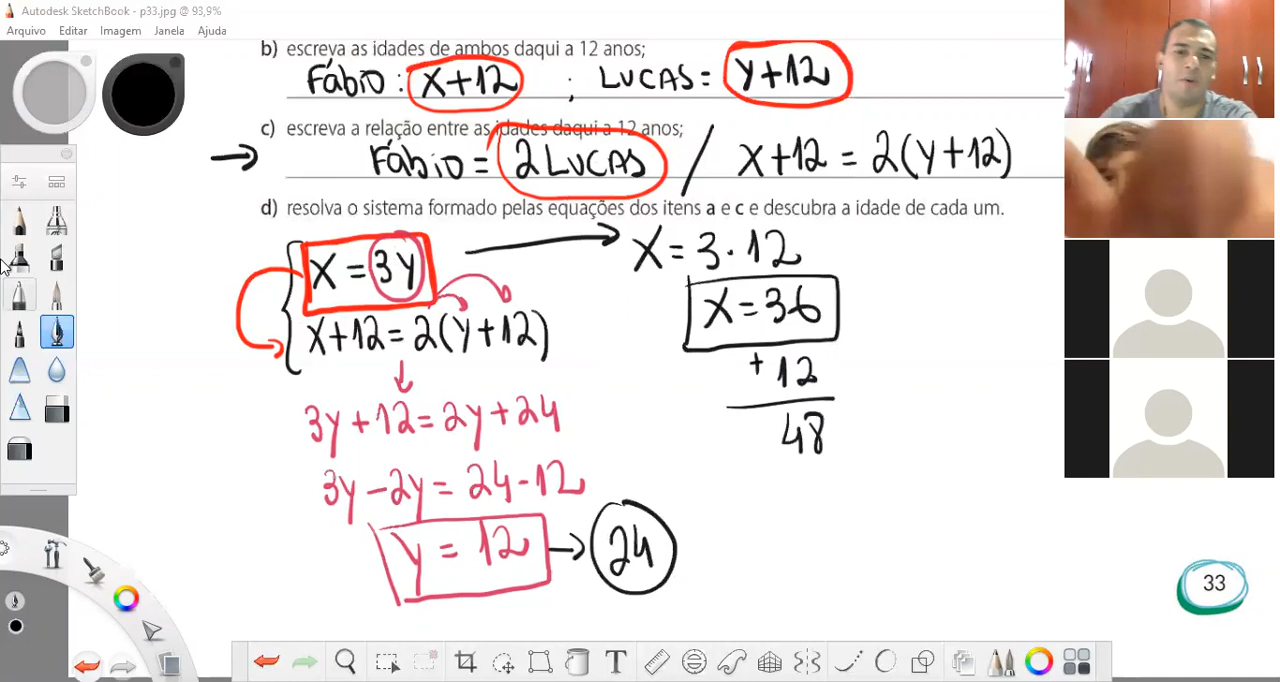 Autodesk SketchBook - p33.jpg @ 93,9%
Arquivo Editar Imagem Janela Ajuda
b) escreva as idades de ambos daqui a 12 anos;
Fábio: X+12 ; LUCAS = Y+12
c) escreva a relação entre as idades daqui a 12 anos;
Fábio = 2 LUCAS / X+12 = 2(Y+12)
d) resolva o sistema formado pelas equações dos itens a e c e descubra a idade de cada um.
X = 3Y
X+12 = 2(Y+12)
3y + 12 = 2y + 24
3y - 2y = 24 - 12
y = 12 → 24
X = 3 · 12
X = 36
+ 12
48
33
T